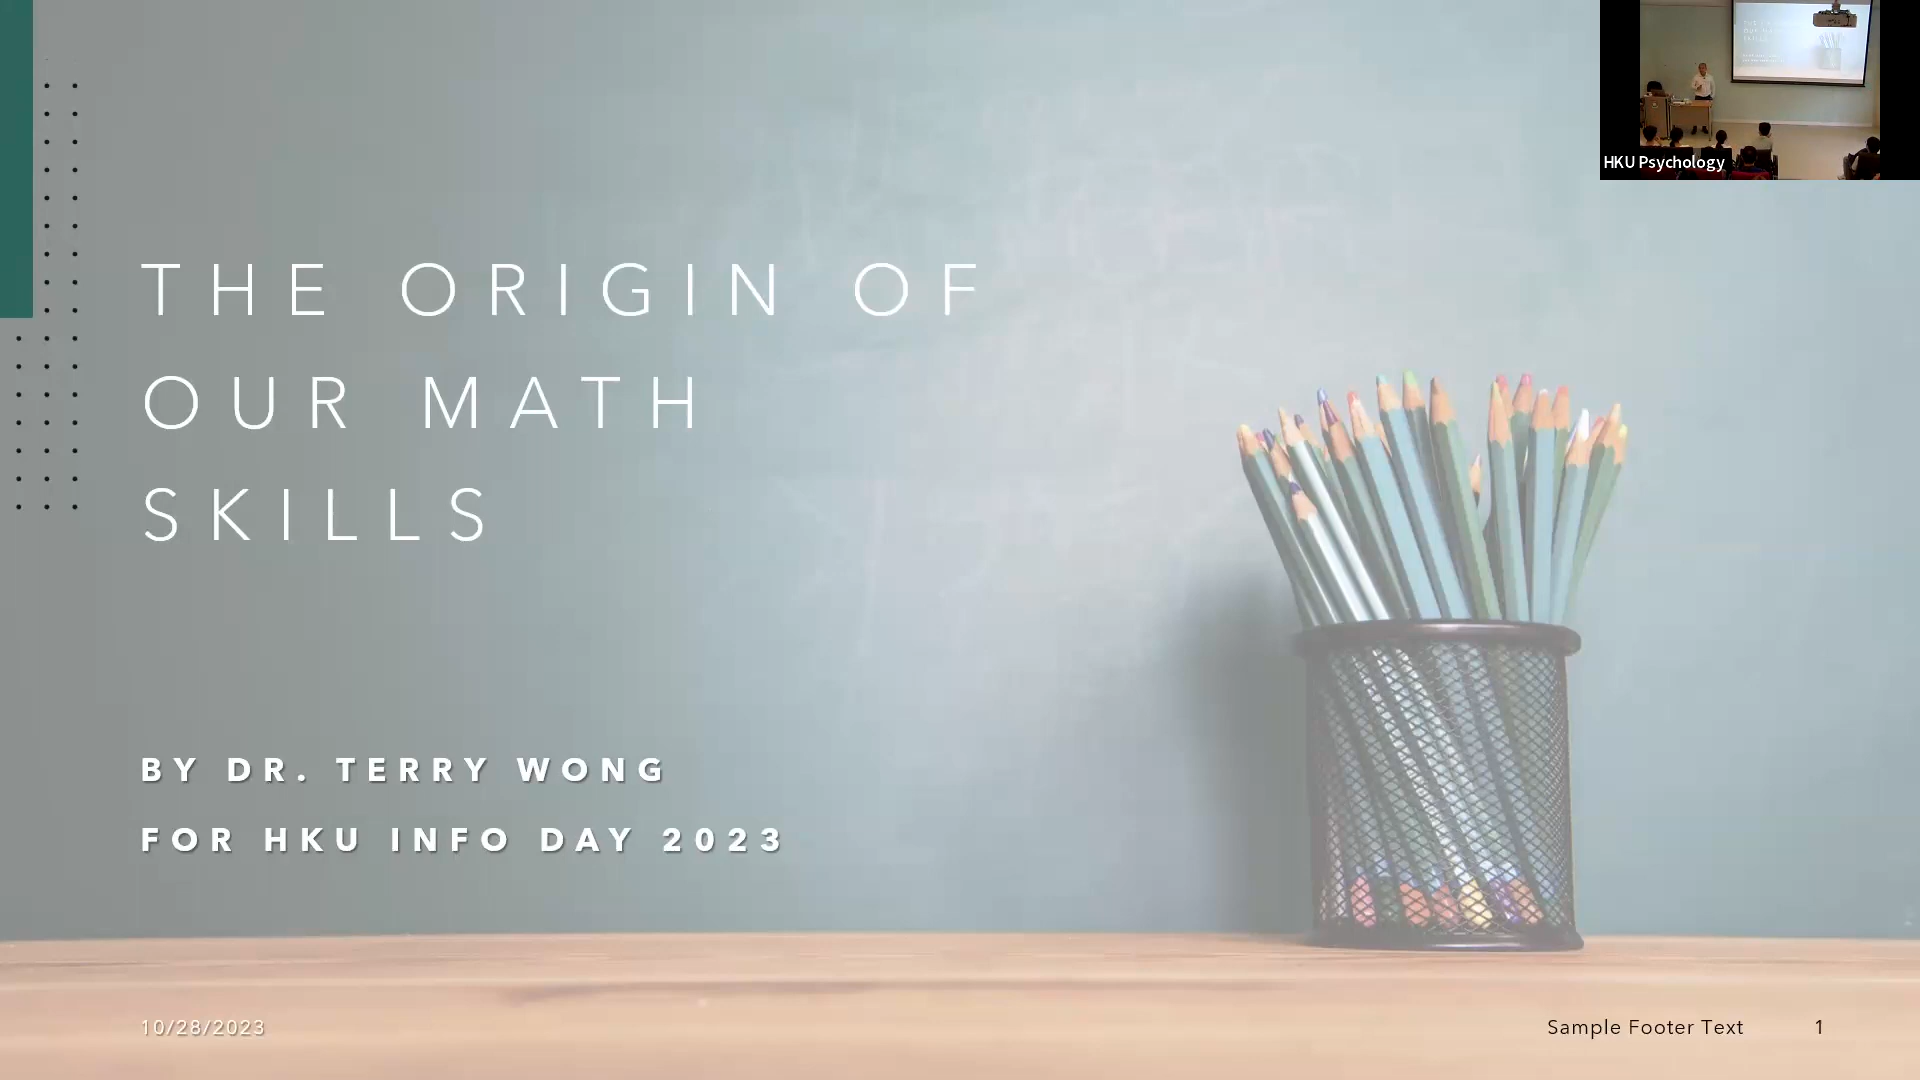 THE ORIGIN OF
OUR MATH
SKILLS
BY DR. TERRY WONG
FOR HKU INFO DAY 2023
10/28/2023
Sample Footer Text
1
HKU Psychology